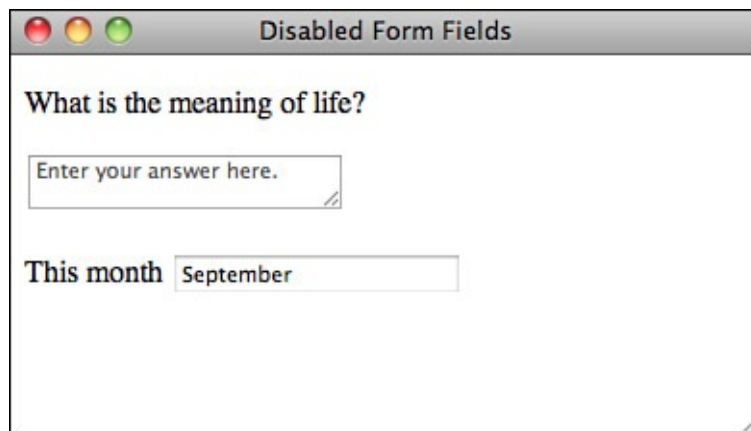 Disabled Form Fields
What is the meaning of life?
Enter your answer here.
This month September